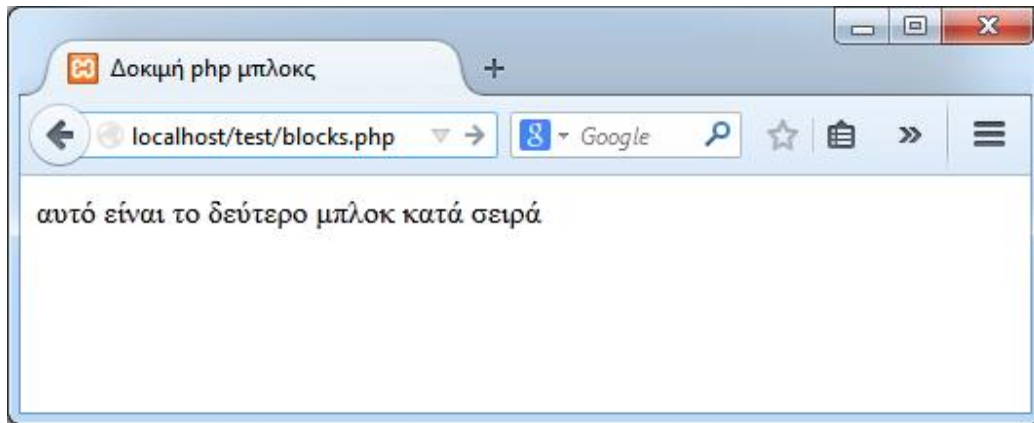 Δοκιμή php μπλοκς
localhost/test/blocks.php
Google
αυτό είναι το δεύτερο μπλοκ κατά σειρά